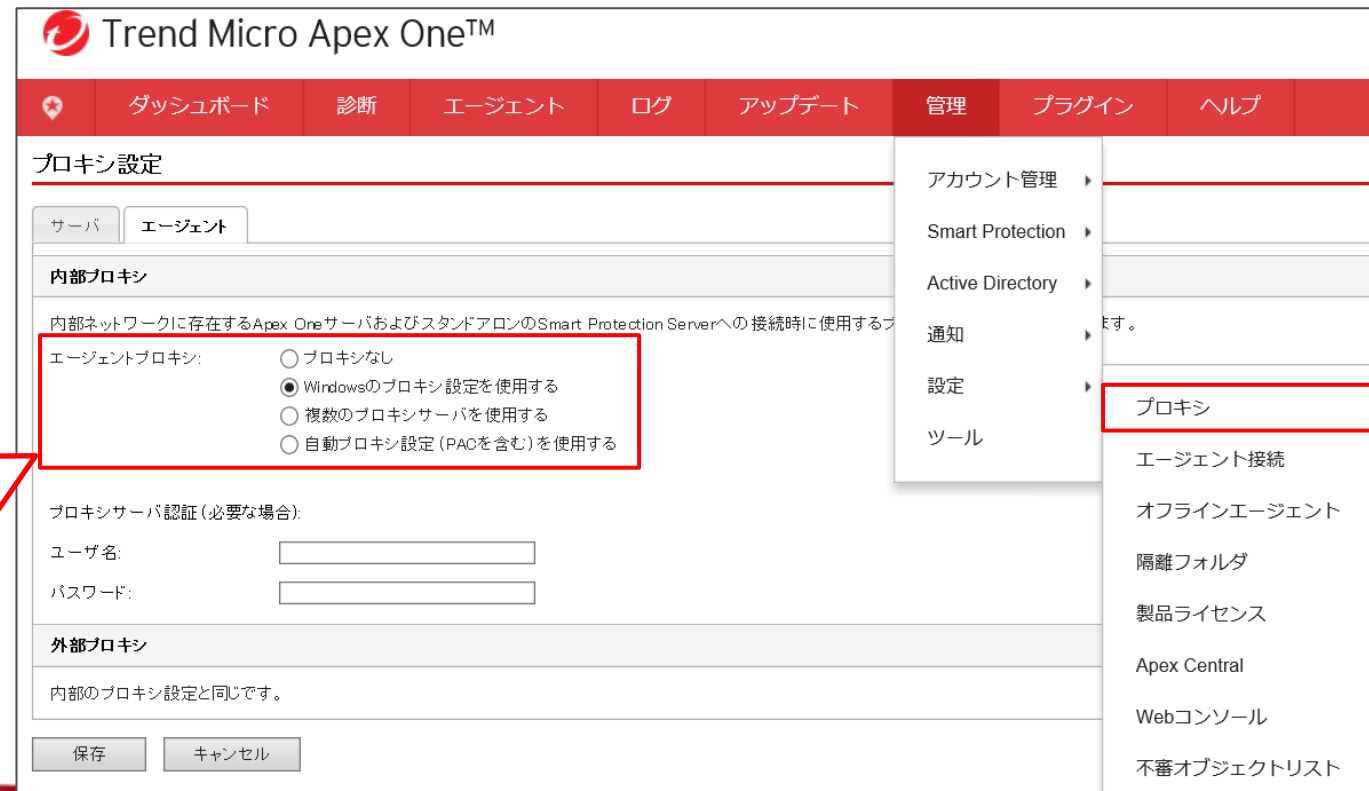 Trend Micro Apex One™
ダッシュボード 診断 エージェント ログ アップデート 管理 プラグイン ヘルプ
プロキシ設定
サーバ エージェント
内部プロキシ
内部ネットワークに存在するApex OneサーバおよびスタンドアロンのSmart Protection Serverへの接続時に使用するプ
ます。
エージェントプロキシ: プロキシなし
Windowsのプロキシ設定を使用する
複数のプロキシサーバを使用する
自動プロキシ設定(PACを含む)を使用する
プロキシサーバ認証(必要な場合):
ユーザ名:
パスワード:
外部プロキシ
内部のプロキシ設定と同じです。
保存 キャンセル
アカウント管理
Smart Protection
Active Directory
通知
設定
ツール
プロキシ
エージェント接続
オフラインエージェント
隔離フォルダ
製品ライセンス
Apex Central
Webコンソール
不審オブジェクトリスト